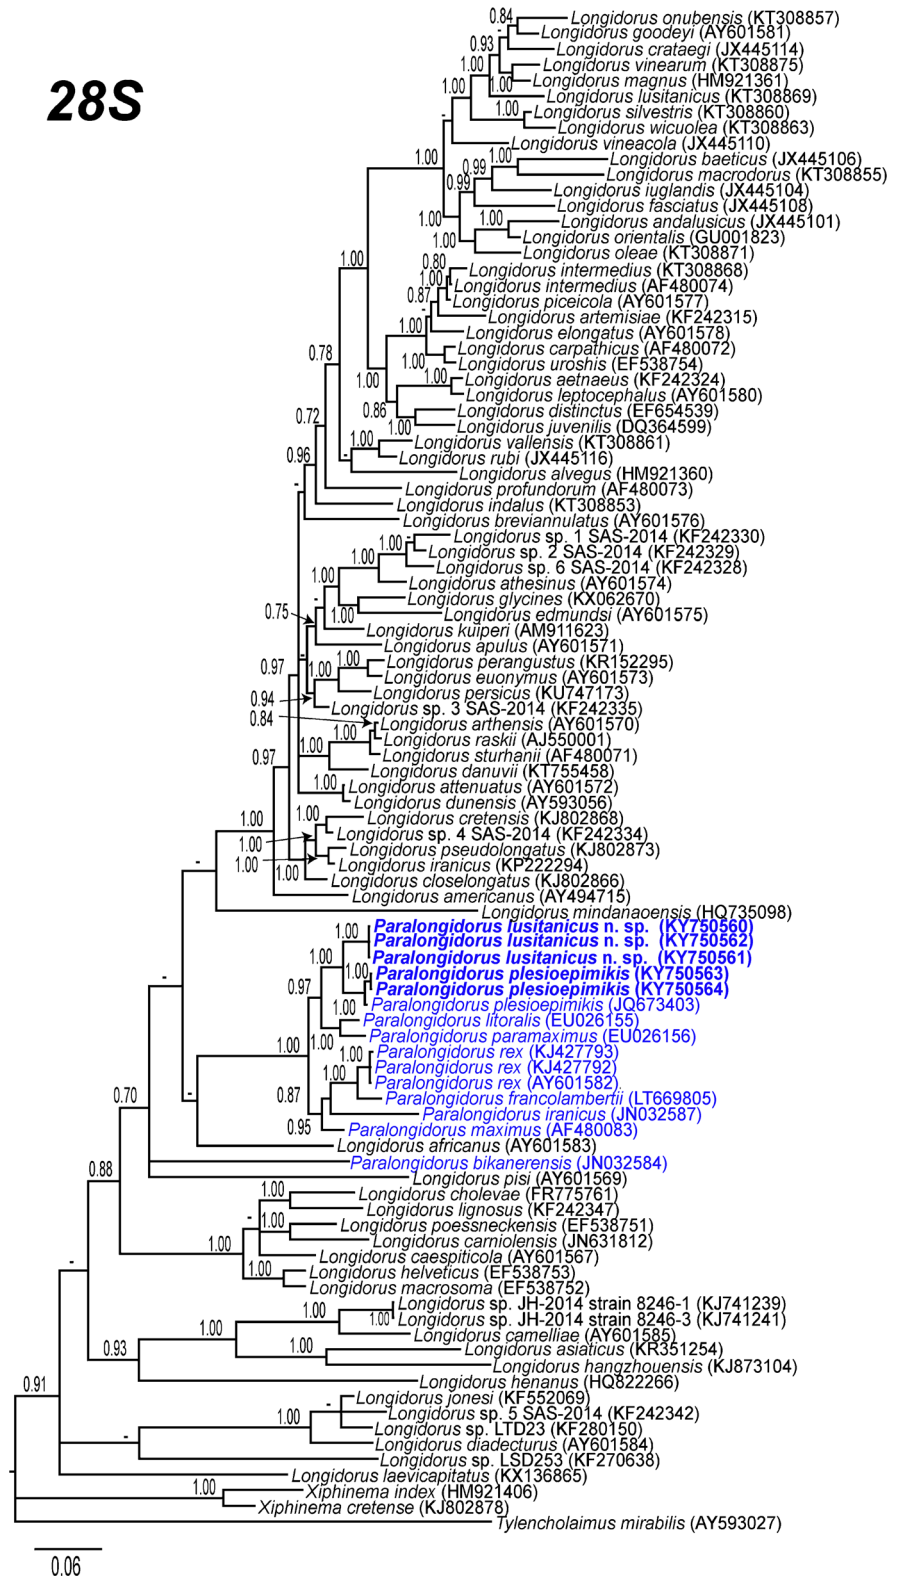 28S
0.84
Longidorus onubensis (KT308857)
-
Longidorus goodeyi (AY601581)
0.93
Longidorus crataegi (JX445114)
1.00
Longidorus vinearum (KT308875)
1.00
Longidorus magnus (HM921361)
1.00
Longidorus lusitanicus (KT308869)
1.00
Longidorus silvestris (KT308860)
-
Longidorus wicuolea (KT308863)
Longidorus vineacola (JX445110)
1.00
1.00
Longidorus baeticus (JX445106)
0.99
Longidorus macrodorus (KT308855)
0.99
Longidorus iuglandis (JX445104)
Longidorus fasciatus (JX445108)
1.00
1.00
Longidorus andalusicus (JX445101)
1.00
Longidorus orientalis (GU001823)
Longidorus oleae (KT308871)
1.00
0.80
Longidorus intermedius (KT308868)
1.00
Longidorus intermedius (AF480074)
0.87
Longidorus piceicola (AY601577)
-
Longidorus artemisiae (KF242315)
1.00
Longidorus elongatus (AY601578)
Longidorus carpathicus (AF480072)
0.78
1.00
Longidorus uroshis (EF538754)
1.00
1.00
Longidorus aetnaeus (KF242324)
Longidorus leptocephalus (AY601580)
0.72
0.86
Longidorus distinctus (EF654539)
1.00
Longidorus juvenilis (DQ364599)
1.00
Longidorus vallensis (KT308861)
0.96
-
Longidorus rubi (JX445116)
Longidorus alvegus (HM921360)
-
Longidorus profundorum (AF480073)
Longidorus indalus (KT308853)
Longidorus breviannulatus (AY601576)
-
Longidorus sp. 1 SAS-2014 (KF242330)
1.00
Longidorus sp. 2 SAS-2014 (KF242329)
1.00
Longidorus sp. 6 SAS-2014 (KF242328)
1.00
Longidorus athesinus (AY601574)
-
Longidorus glycines (KX062670)
0.75
1.00
Longidorus edmundsi (AY601575)
Longidorus kuiperi (AM911623)
Longidorus apulus (AY601571)
-
1.00
Longidorus perangustus (KR152295)
0.97
1.00
Longidorus euonymus (AY601573)
Longidorus persicus (KU747173)
0.94
Longidorus sp. 3 SAS-2014 (KF242335)
0.84
Longidorus arthensis (AY601570)
Longidorus raskii (AJ550001)
1.00
1.00
Longidorus sturhanii (AF480071)
0.97
Longidorus danuvii (KT755458)
1.00
Longidorus attenuatus (AY601572)
Longidorus dunensis (AY593056)
1.00
1.00
Longidorus cretensis (KJ802868)
1.00
Longidorus sp. 4 SAS-2014 (KF242334)
Longidorus pseudolongatus (KJ802873)
1.00
Longidorus iranicus (KP222294)
1.00
Longidorus closelongatus (KJ802866)
-
Longidorus americanus (AY494715)
Longidorus mindanaoensis (HQ735098)
1.00
Paralongidorus lusitanicus n. sp. (KY750560)
Paralongidorus lusitanicus n. sp. (KY750562)
1.00
Paralongidorus lusitanicus n. sp. (KY750561)
1.00
Paralongidorus plesioepimikis (KY750563)
-
0.97
Paralongidorus plesioepimikis (KY750564)
Paralongidorus plesioepimikis (JQ673403)
Paralongidorus litoralis (EU026155)
1.00
1.00
Paralongidorus paramaximus (EU026156)
1.00
Paralongidorus rex (KJ427793)
1.00
Paralongidorus rex (KJ427792)
Paralongidorus rex (AY601582)
-
0.87
Paralongidorus francolambertii (LT669805)
0.70
Paralongidorus iranicus (JN032587)
0.95
Paralongidorus maximus (AF480083)
Longidorus africanus (AY601583)
Paralongidorus bikanerensis (JN032584)
0.88
Longidorus pisi (AY601569)
1.00
Longidorus cholevae (FR775761)
Longidorus lignosus (KF242347)
-
1.00
Longidorus poessneckensis (EF538751)
Longidorus carniolensis (JN631812)
1.00
Longidorus caespiticola (AY601567)
-
1.00
Longidorus helveticus (EF538753)
Longidorus macrosoma (EF538752)
Longidorus sp. JH-2014 strain 8246-1 (KJ741239)
1.00
1.00
Longidorus sp. JH-2014 strain 8246-3 (KJ741241)
1.00
Longidorus camelliae (AY601585)
0.93
1.00
Longidorus asiaticus (KR351254)
Longidorus hangzhouensis (KJ873104)
Longidorus henanus (HQ822266)
0.91
Longidorus jonesi (KF552069)
-
1.00
Longidorus sp. 5 SAS-2014 (KF242342)
Longidorus sp. LTD23 (KF280150)
-
Longidorus diadecturus (AY601584)
Longidorus sp. LSD253 (KF270638)
-
Longidorus laevicapitatus (KX136865)
1.00
Xiphinema index (HM921406)
Xiphinema cretense (KJ802878)
Tylencholaimus mirabilis (AY593027)
0.06